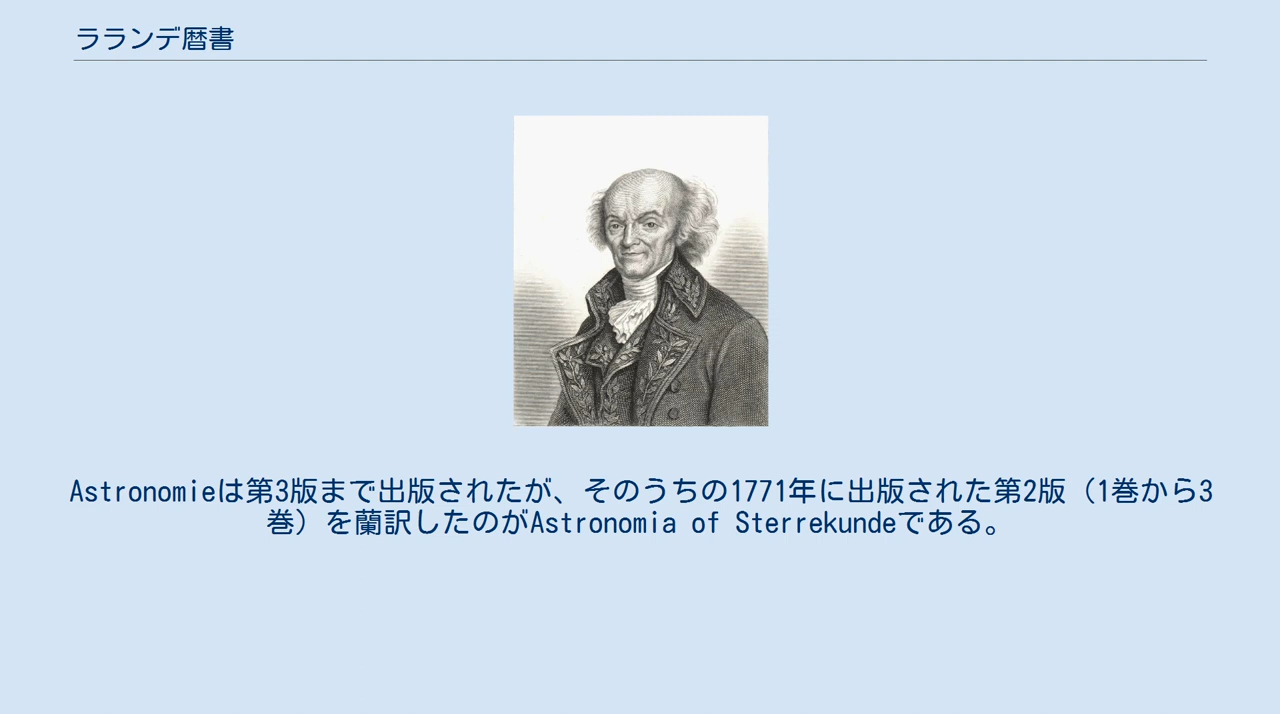 ラランデ暦書
Astronomieは第3版まで出版されたが、そのうちの1771年に出版された第2版（1巻から3
巻）を蘭訳したのがAstronomia of Sterrekundeである。